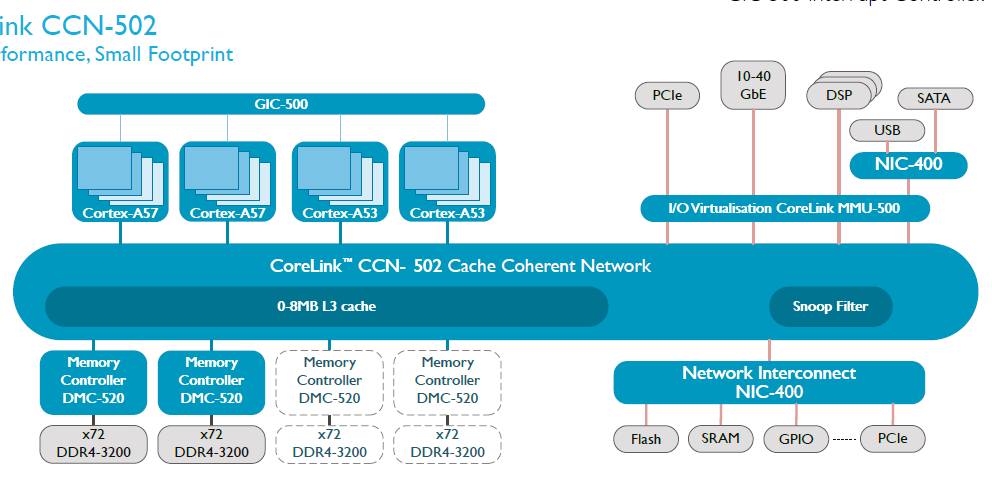 ink CCN-502
formance, Small Footprint
GIC-500
PCIe
10-40
GbE
DSP
SATA
USB
NIC-400
Cortex-A57
Cortex-A57
Cortex-A53
Cortex-A53
I/O Virtualisation CoreLink MMU-500
CoreLink™ CCN- 502 Cache Coherent Network
0-8MB L3 cache
Snoop Filter
Memory
Controller
DMC-520
Memory
Controller
DMC-520
Memory
Controller
DMC-520
Memory
Controller
DMC-520
Network Interconnect
NIC-400
x72
DDR4-3200
x72
DDR4-3200
x72
DDR4-3200
x72
DDR4-3200
Flash
SRAM
GPIO
PCIe